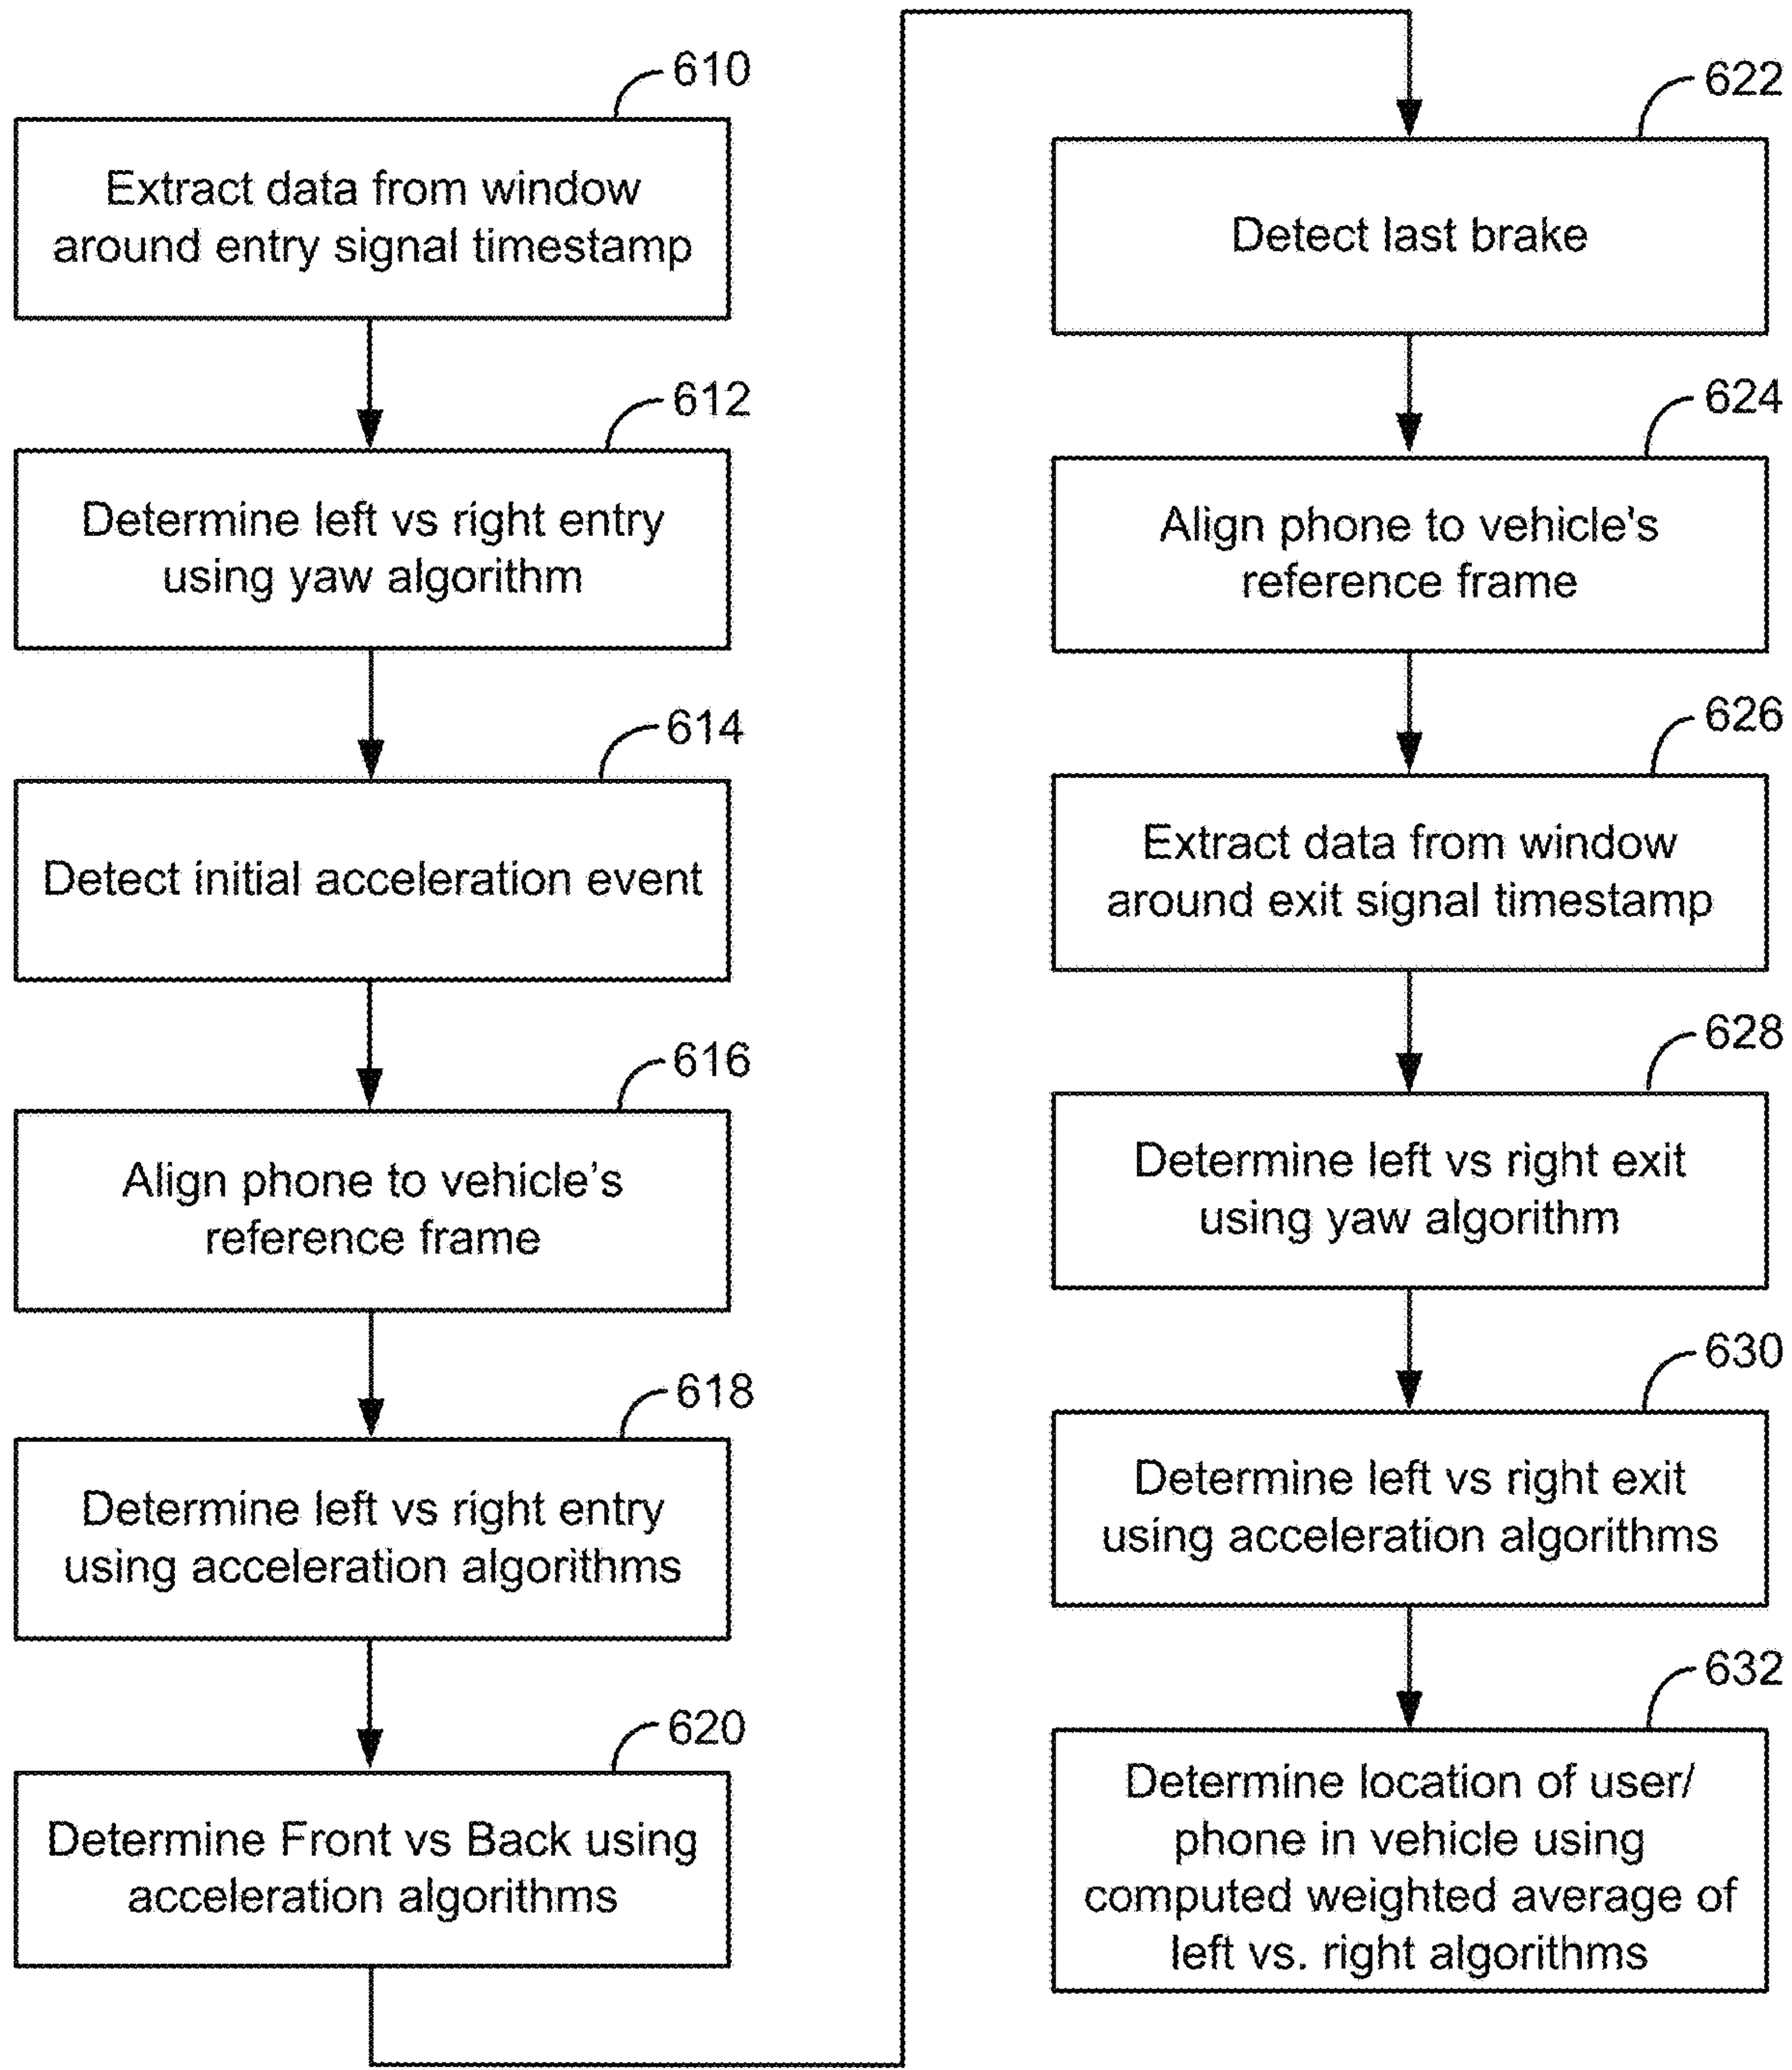 610
Extract data from window
around entry signal timestamp
612
Determine left vs right entry
using yaw algorithm
614
Detect initial acceleration event
616
Align phone to vehicle’s
reference frame
618
Determine left vs right entry
using acceleration algorithms
620
Determine Front vs Back using
acceleration algorithms
622
Detect last brake
624
Align phone to vehicle's
reference frame
626
Extract data from window
around exit signal timestamp
628
Determine left vs right exit
using yaw algorithm
630
Determine left vs right exit
using acceleration algorithms
632
Determine location of user/
phone in vehicle using
computed weighted average of
left vs. right algorithms